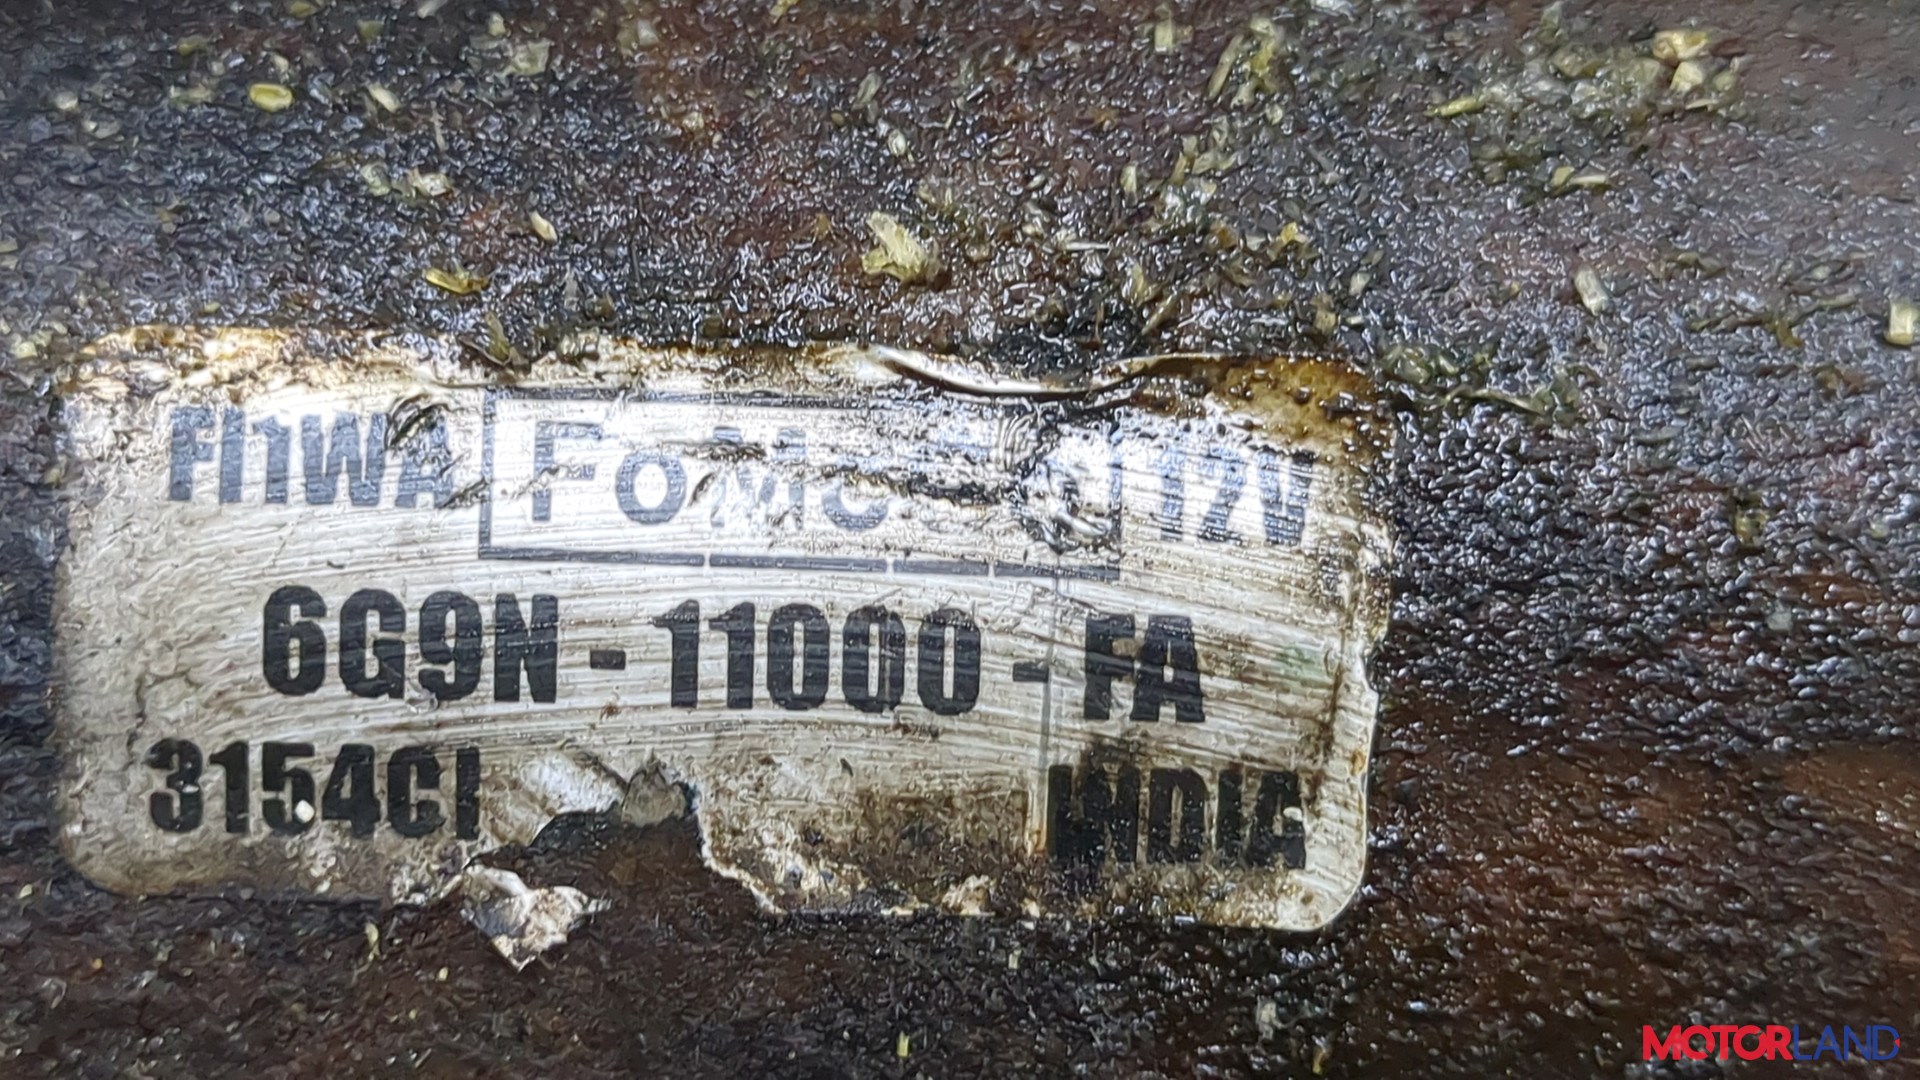 FI1WA FoMoCo 12V
6G9N-11000-FA
3154CI INDIA
MOTORLAND